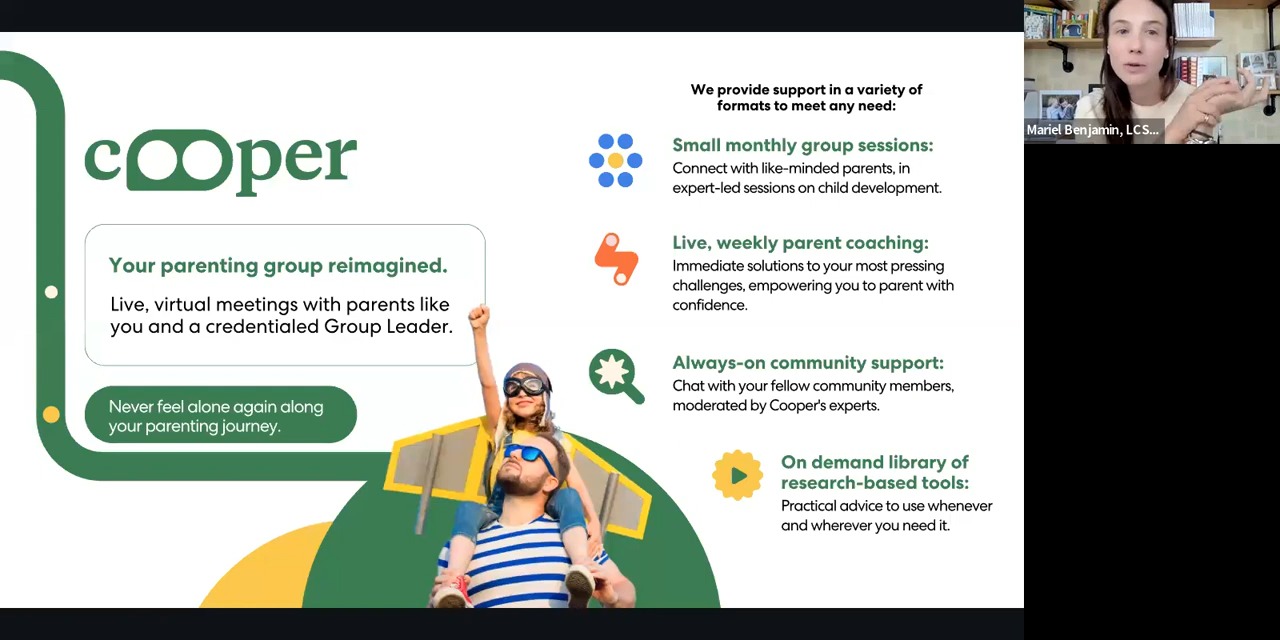 cooper
Your parenting group reimagined.
Live, virtual meetings with parents like
you and a credentialed Group Leader.
Never feel alone again along
your parenting journey.
We provide support in a variety of
formats to meet any need:
Small monthly group sessions:
Connect with like-minded parents, in
expert-led sessions on child development.
Live, weekly parent coaching:
Immediate solutions to your most pressing
challenges, empowering you to parent with
confidence.
Always-on community support:
Chat with your fellow community members,
moderated by Cooper's experts.
On demand library of
research-based tools:
Practical advice to use whenever
and wherever you need it.
Mariel Benjamin, LCS...